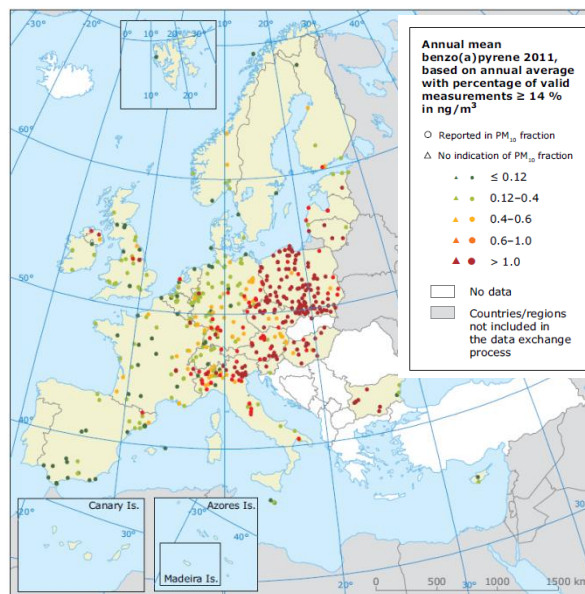 -30° -20° -10° 0° 10° 20° 30°
0° 10° 20° 30°
10° 20°
60°
50°
50°
40°
40°
Annual mean
benzo(a)pyrene 2011,
based on annual average
with percentage of valid
measurements ≥ 14 %
in ng/m³
Reported in PM₁₀ fraction
No indication of PM₁₀ fraction
≤ 0.12
0.12–0.4
0.4–0.6
0.6–1.0
> 1.0
No data
Countries/regions
not included in
the data exchange
process
Canary Is.
Azores Is.
-20°
30°
30°
Madeira Is.
0°
10°
20°
30°
0 500 1000 1500 km